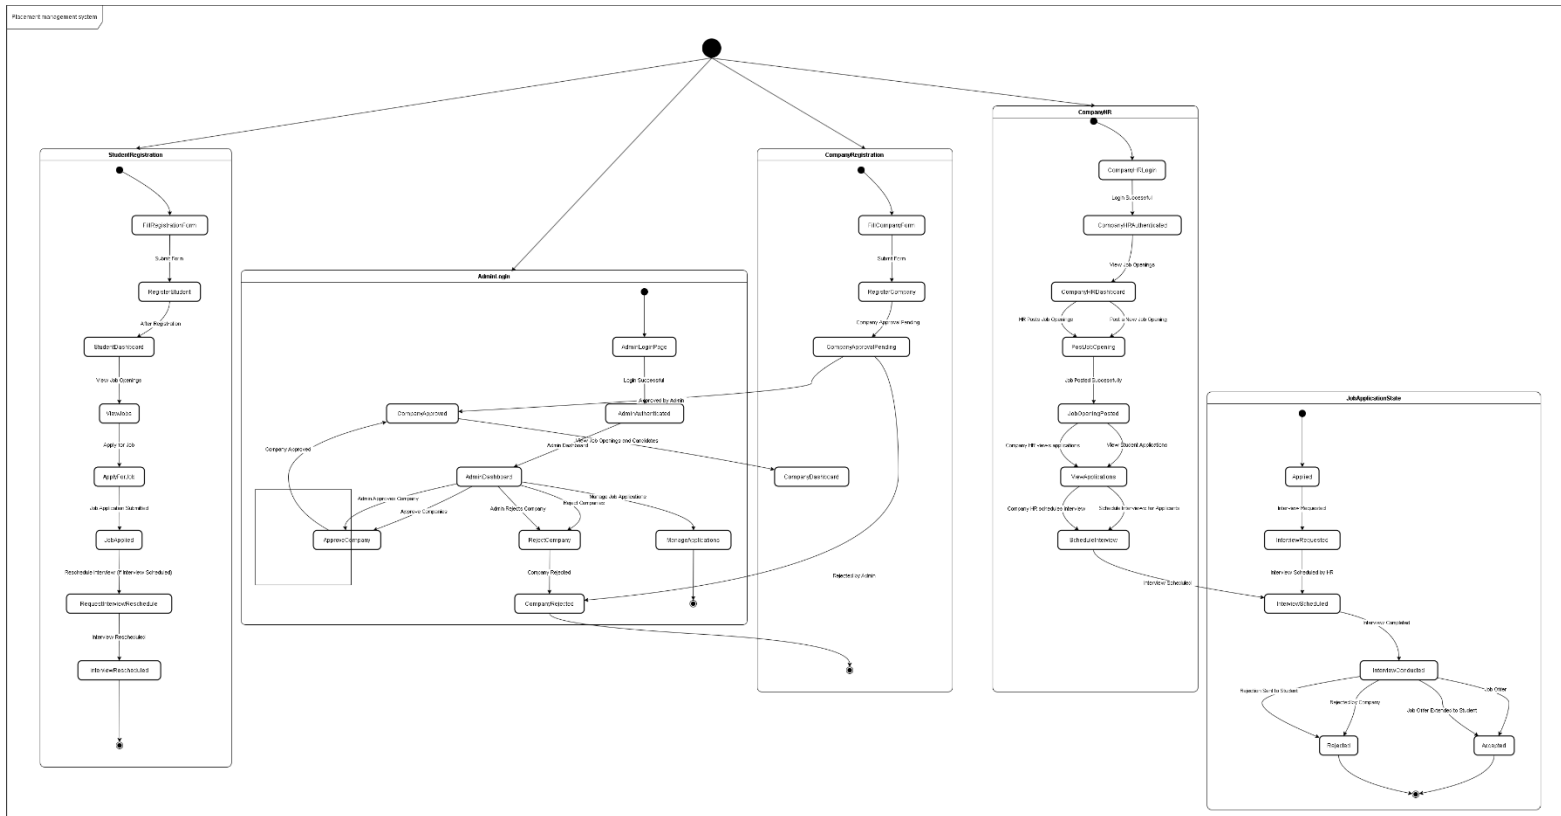 Placement management system
StudentRegistration
FillRegistrationForm
Submit Form
RegisterStudent
After Registration
StudentDashboard
View Job Openings
ViewJobs
Apply for Job
ApplyForJob
Job Application Submitted
JobApplied
Reschedule Interview (if Interview Scheduled)
RequestInterviewReschedule
Interview Rescheduled
InterviewRescheduled
AdminLogin
AdminLoginPage
Login Successful
AdminAuthenticated
Approved by Admin
CompanyApproved
Company Approved
View Job Openings and Candidates
Admin Dashboard
AdminDashboard
Admin Approves Company
Approve Companies
Admin Rejects Company
Reject Companies
Manage Job Applications
ApproveCompany
RejectCompany
ManageApplications
Company Rejected
CompanyRejected
CompanyRegistration
FillCompanyForm
Submit Form
RegisterCompany
Company Approval Pending
CompanyApprovalPending
CompanyDashboard
Rejected by Admin
CompanyHR
CompanyHRLogin
Login Successful
CompanyHRAuthenticated
View Job Openings
CompanyHRDashboard
HR Posts Job Openings
Post a New Job Opening
PostJobOpening
Job Posted Successfully
JobOpeningPosted
Company HR views applications
View Student Applications
ViewApplications
Company HR schedules interview
Schedule Interviews for Applicants
ScheduleInterview
Interview Scheduled
JobApplicationState
Applied
Interview Requested
InterviewRequested
Interview Scheduled by HR
InterviewScheduled
Interview Completed
InterviewConducted
Rejection Sent to Student
Rejected by Company
Job Offer Extended to Student
Job Offer
Rejected
Accepted